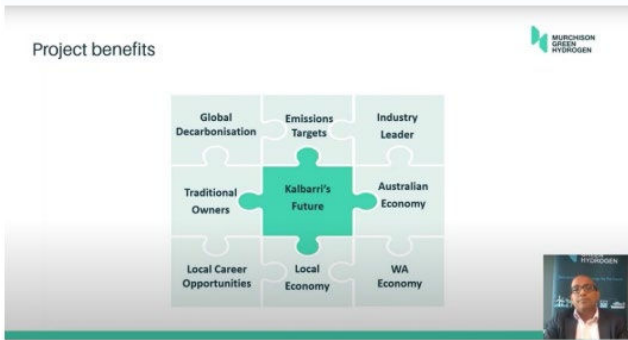 Project benefits
MURCHISON
GREEN
HYDROGEN
Global
Decarbonisation
Emissions
Targets
Industry
Leader
Traditional
Owners
Kalbarri's
Future
Australian
Economy
Local Career
Opportunities
Local
Economy
WA
Economy
HYDROGEN